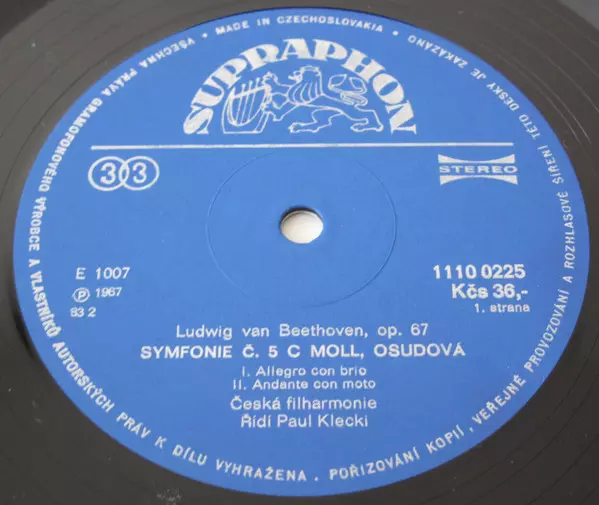 MADE IN CZECHOSLOVAKIA • VŠECHNA PRÁVA GRAMOFONOVÉHO VÝROBCE A VLASTNÍKŮ AUTORSKÝCH PRÁV K DÍLU VYHRAŽENA. POŘIZOVÁNÍ KOPIÍ, VEŘEJNÉ PROVOZOVÁNÍ A ROZHLASOVÉ ŠÍŘENÍ TÉTO DESKY JE ZAKÁZÁNO •
SUPRAPHON
33
STEREO
E 1007
1110 0225
Ⓟ 1967
Kčs 36,-
83 2
1. strana
Ludwig van Beethoven, op. 67
SYMFONIE Č. 5 C MOLL, OSUDOVÁ
I. Allegro con brio
II. Andante con moto
Česká filharmonie
Řídí Paul Klecki